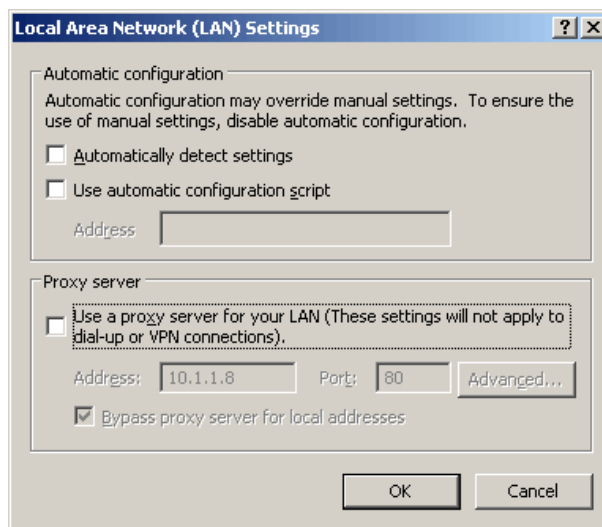 Local Area Network (LAN) Settings
Automatic configuration
Automatic configuration may override manual settings. To ensure the
use of manual settings, disable automatic configuration.
Automatically detect settings
Use automatic configuration script
Address
Proxy server
Use a proxy server for your LAN (These settings will not apply to
dial-up or VPN connections).
Address: 10.1.1.8 Port: 80 Advanced...
Bypass proxy server for local addresses
OK Cancel